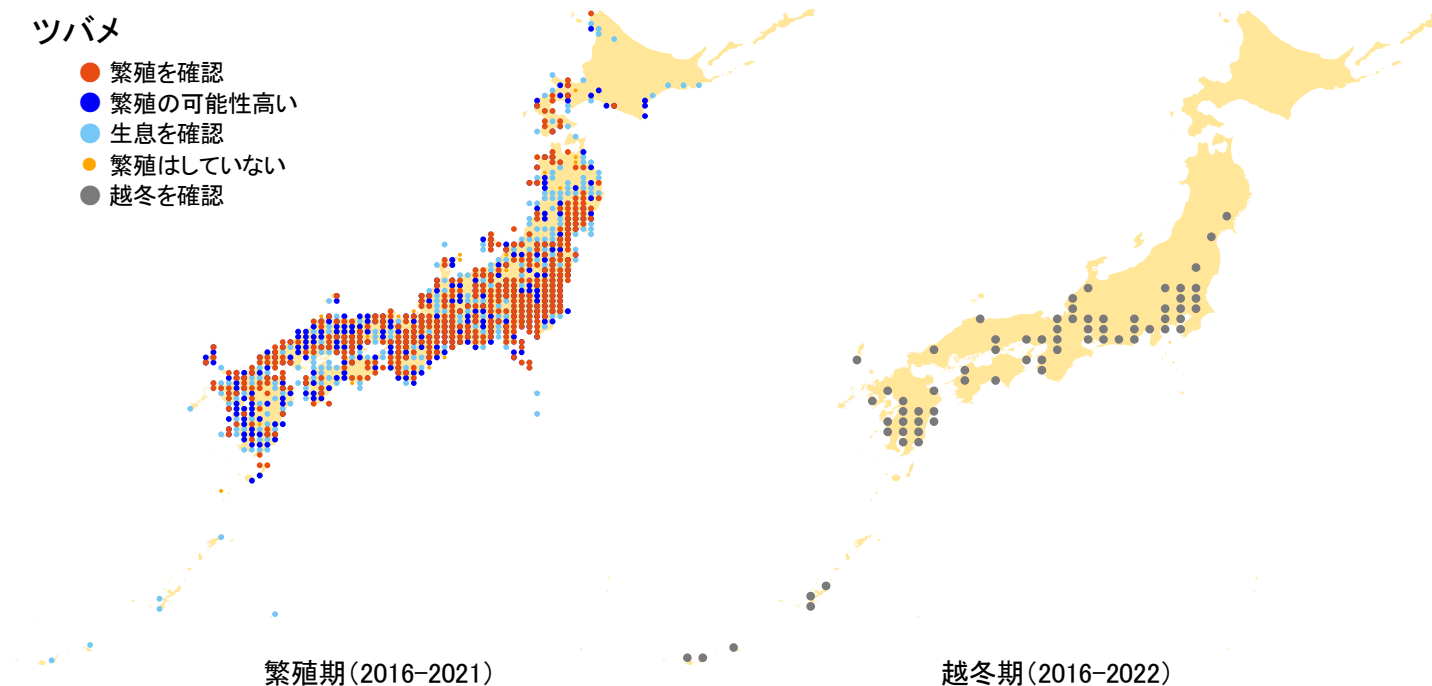 ツバメ
繁殖を確認
繁殖の可能性高い
生息を確認
繁殖はしていない
越冬を確認
繁殖期(2016-2021)
越冬期(2016-2022)